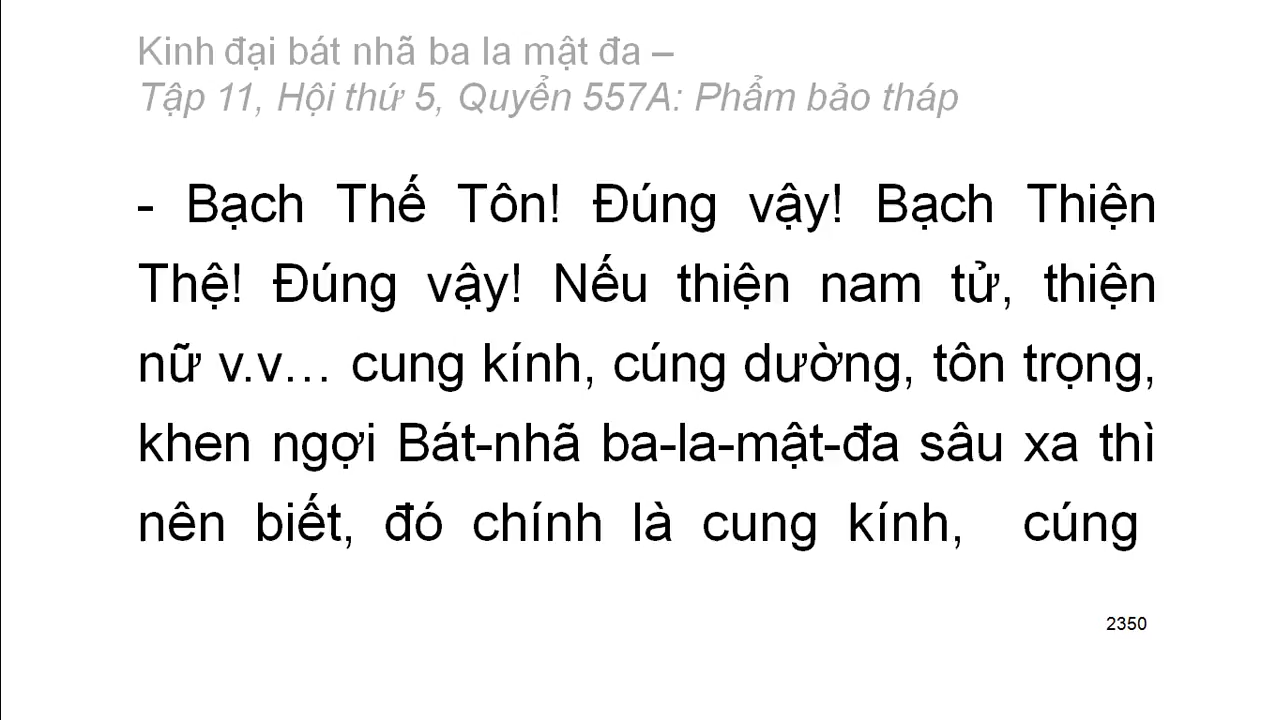 Kinh đại bát nhã ba la mật đa –
Tập 11, Hội thứ 5, Quyển 557A: Phẩm bảo tháp
- Bạch Thế Tôn! Đúng vậy! Bạch Thiện
Thệ! Đúng vậy! Nếu thiện nam tử, thiện
nữ v.v… cung kính, cúng dường, tôn trọng,
khen ngợi Bát-nhã ba-la-mật-đa sâu xa thì
nên biết, đó chính là cung kính, cúng
2350